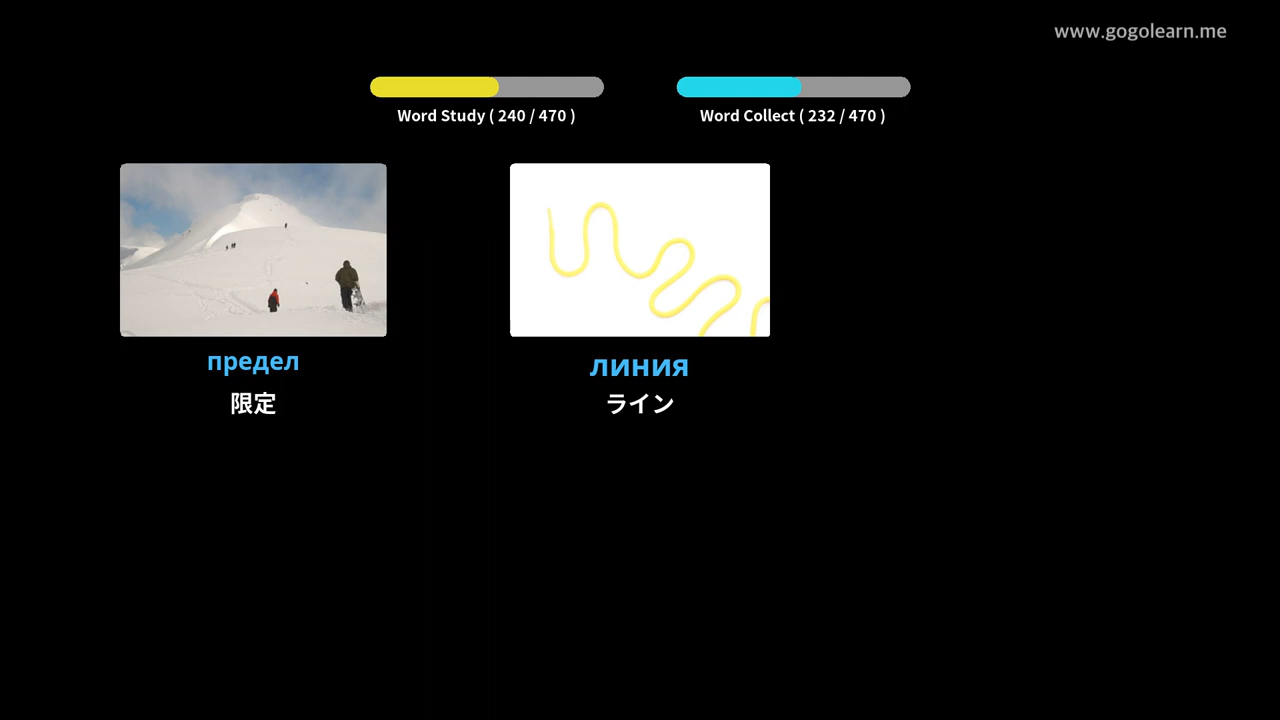 www.gogolearn.me
Word Study ( 240 / 470 )
Word Collect ( 232 / 470 )
предел
限定
линия
ライン